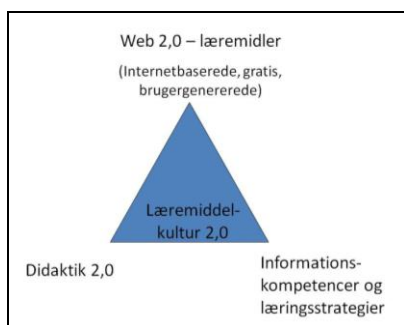 Web 2,0 – læremidler
(Internetbaserede, gratis,
brugergenererede)
Læremiddel-
kultur 2,0
Didaktik 2,0
Informations-
kompetencer og
læringsstrategier